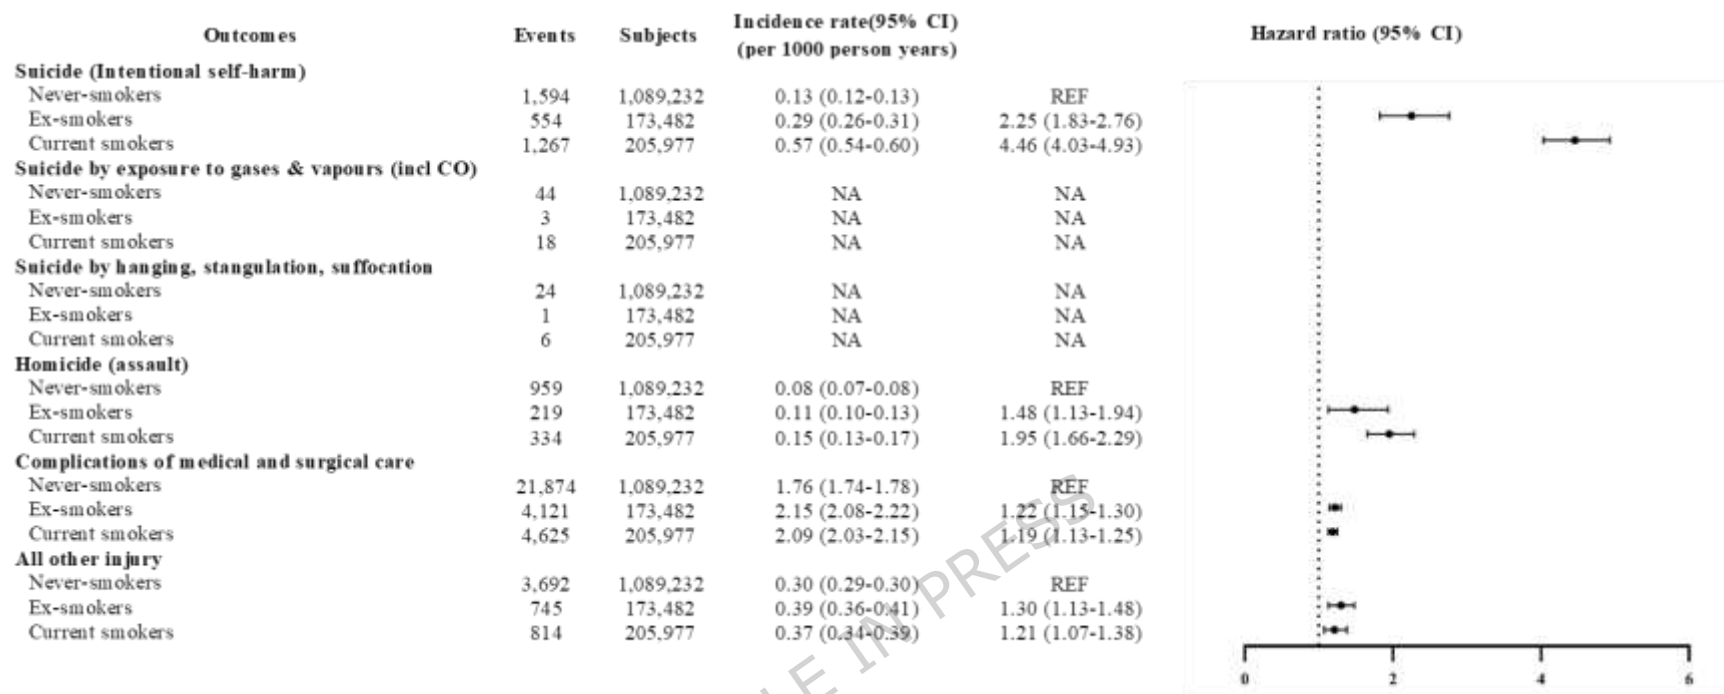 Outcomes Events Subjects Incidence rate(95% CI) (per 1000 person years) Hazard ratio (95% CI)
Suicide (Intentional self-harm)
Never-smokers 1,594 1,089,232 0.13 (0.12-0.13) REF
Ex-smokers 554 173,482 0.29 (0.26-0.31) 2.25 (1.83-2.76)
Current smokers 1,267 205,977 0.57 (0.54-0.60) 4.46 (4.03-4.93)
Suicide by exposure to gases & vapours (incl CO)
Never-smokers 44 1,089,232 NA NA
Ex-smokers 3 173,482 NA NA
Current smokers 18 205,977 NA NA
Suicide by hanging, stangulation, suffocation
Never-smokers 24 1,089,232 NA NA
Ex-smokers 1 173,482 NA NA
Current smokers 6 205,977 NA NA
Homicide (assault)
Never-smokers 959 1,089,232 0.08 (0.07-0.08) REF
Ex-smokers 219 173,482 0.11 (0.10-0.13) 1.48 (1.13-1.94)
Current smokers 334 205,977 0.15 (0.13-0.17) 1.95 (1.66-2.29)
Complications of medical and surgical care
Never-smokers 21,874 1,089,232 1.76 (1.74-1.78) REF
Ex-smokers 4,121 173,482 2.15 (2.08-2.22) 1.22 (1.15-1.30)
Current smokers 4,625 205,977 2.09 (2.03-2.15) 1.19 (1.13-1.25)
All other injury
Never-smokers 3,692 1,089,232 0.30 (0.29-0.30) REF
Ex-smokers 745 173,482 0.39 (0.36-0.41) 1.30 (1.13-1.48)
Current smokers 814 205,977 0.37 (0.34-0.39) 1.21 (1.07-1.38)
0 2 4 6
LE IN PRESS